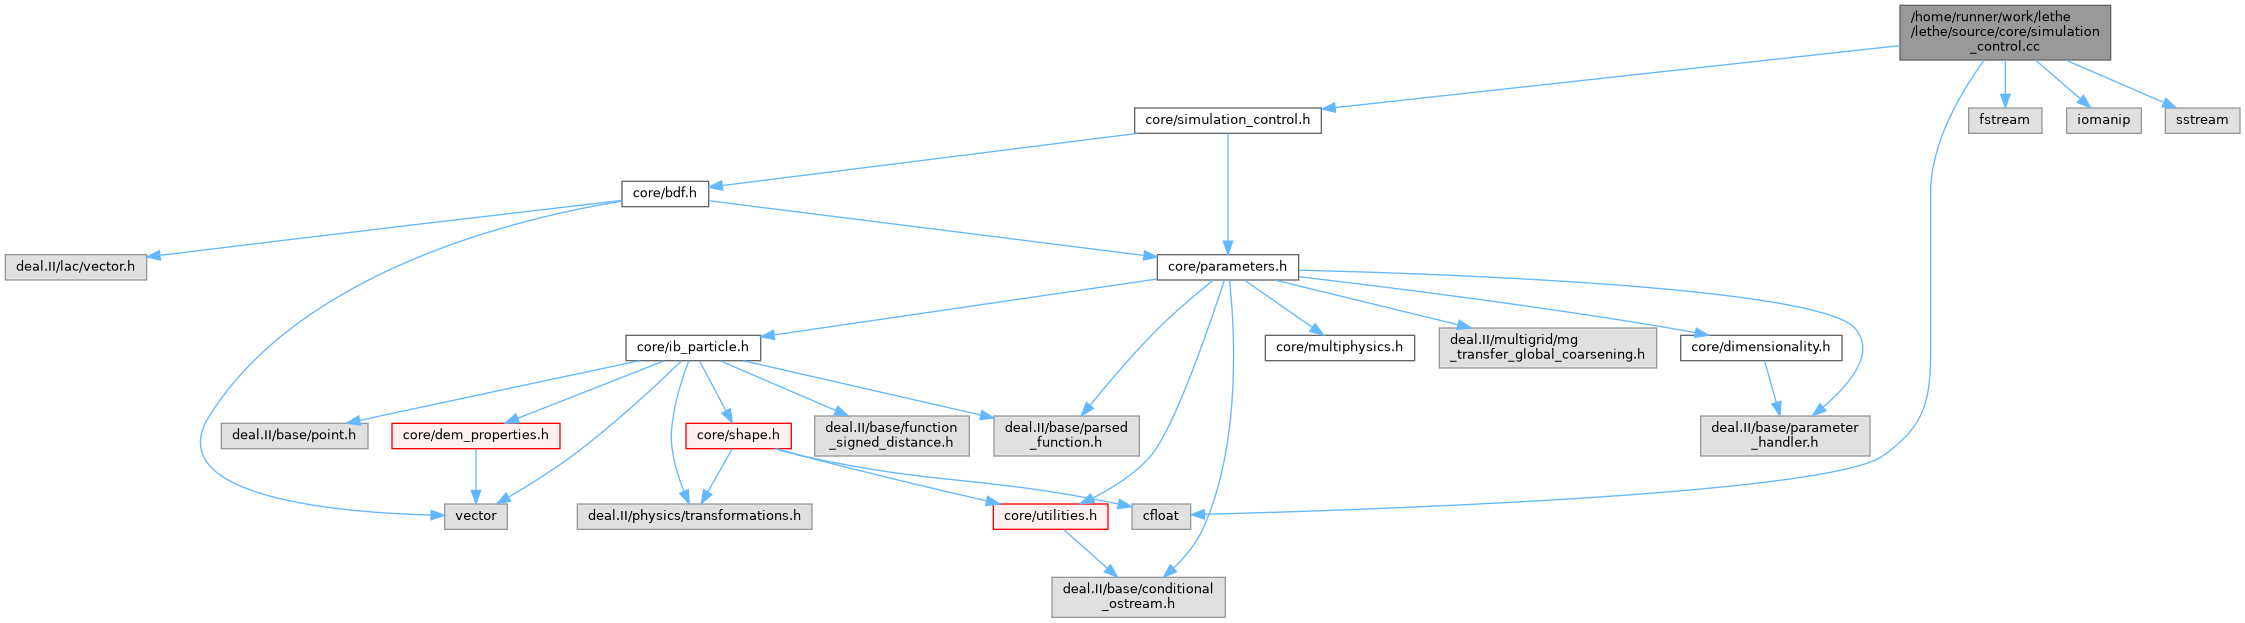 /home/runner/work/lethe
/lethe/source/core/simulation
_control.cc
core/simulation_control.h
fstream
iomanip
sstream
core/bdf.h
deal.II/lac/vector.h
core/parameters.h
core/ib_particle.h
core/multiphysics.h
deal.II/multigrid/mg
_transfer_global_coarsening.h
core/dimensionality.h
deal.II/base/point.h
core/dem_properties.h
core/shape.h
deal.II/base/function
_signed_distance.h
deal.II/base/parsed
_function.h
deal.II/base/parameter
_handler.h
vector
deal.II/physics/transformations.h
core/utilities.h
cfloat
deal.II/base/conditional
_ostream.h